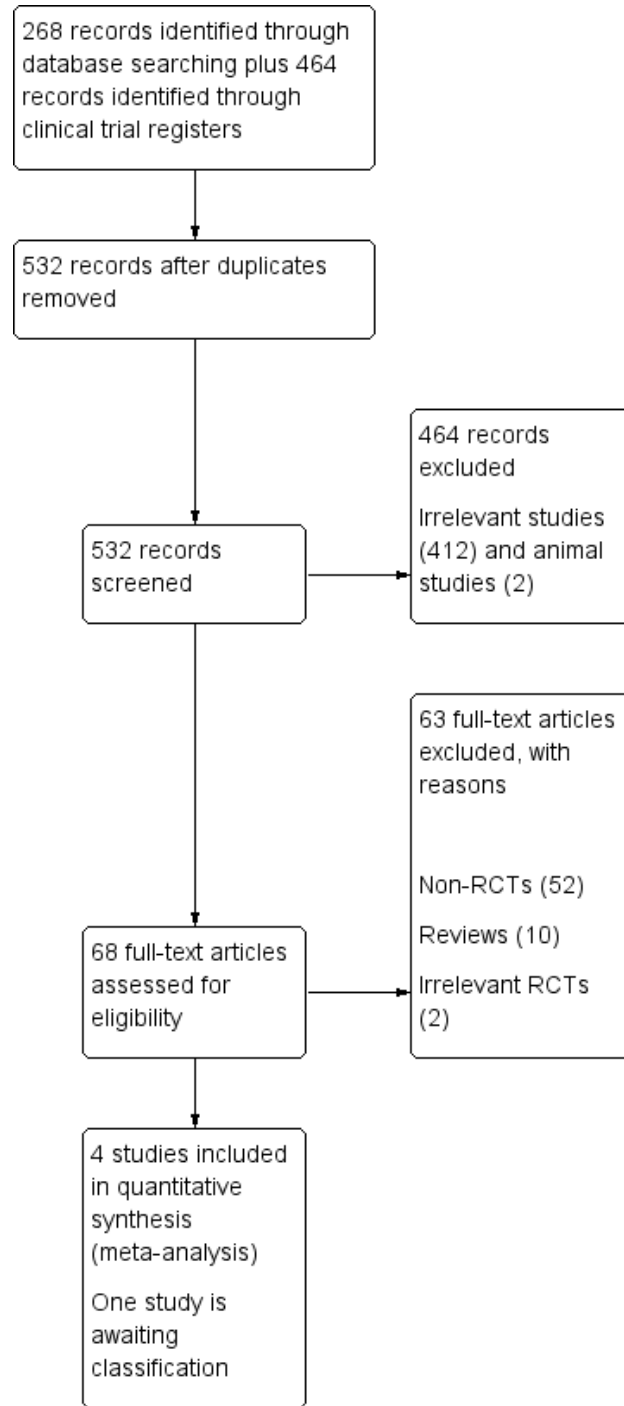 268 records identified through
database searching plus 464
records identified through
clinical trial registers
532 records after duplicates
removed
464 records
excluded
Irrelevant studies
(412) and animal
studies (2)
532 records
screened
63 full-text articles
excluded, with
reasons
Non-RCTs (52)
Reviews (10)
Irrelevant RCTs
(2)
68 full-text articles
assessed for
eligibility
4 studies included
in quantitative
synthesis
(meta-analysis)
One study is
awaiting
classification